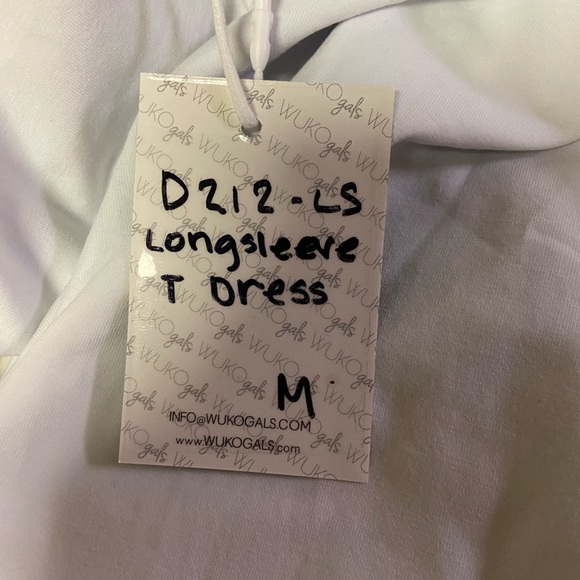 D212-LS
Longsleeve
T Dress
M
INFO@WUKOGALS.COM
www.WUKOGALS.com